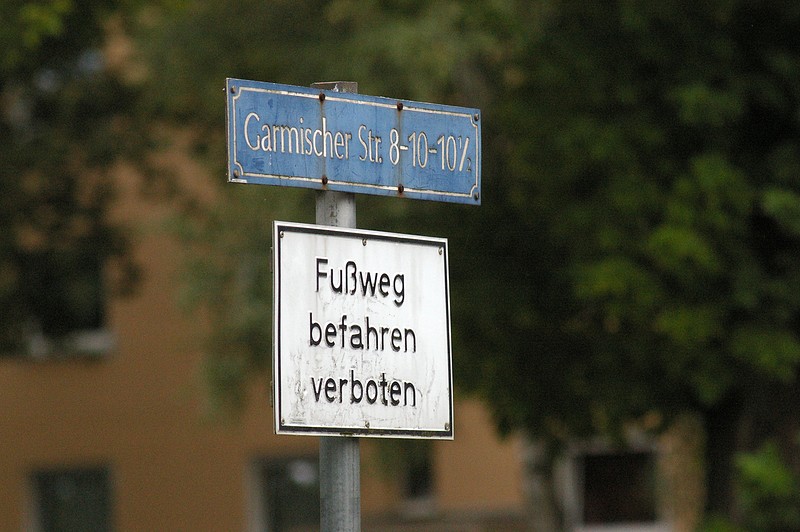 Garmischer Str. 8-10-10½
Fußweg
befahren
verboten